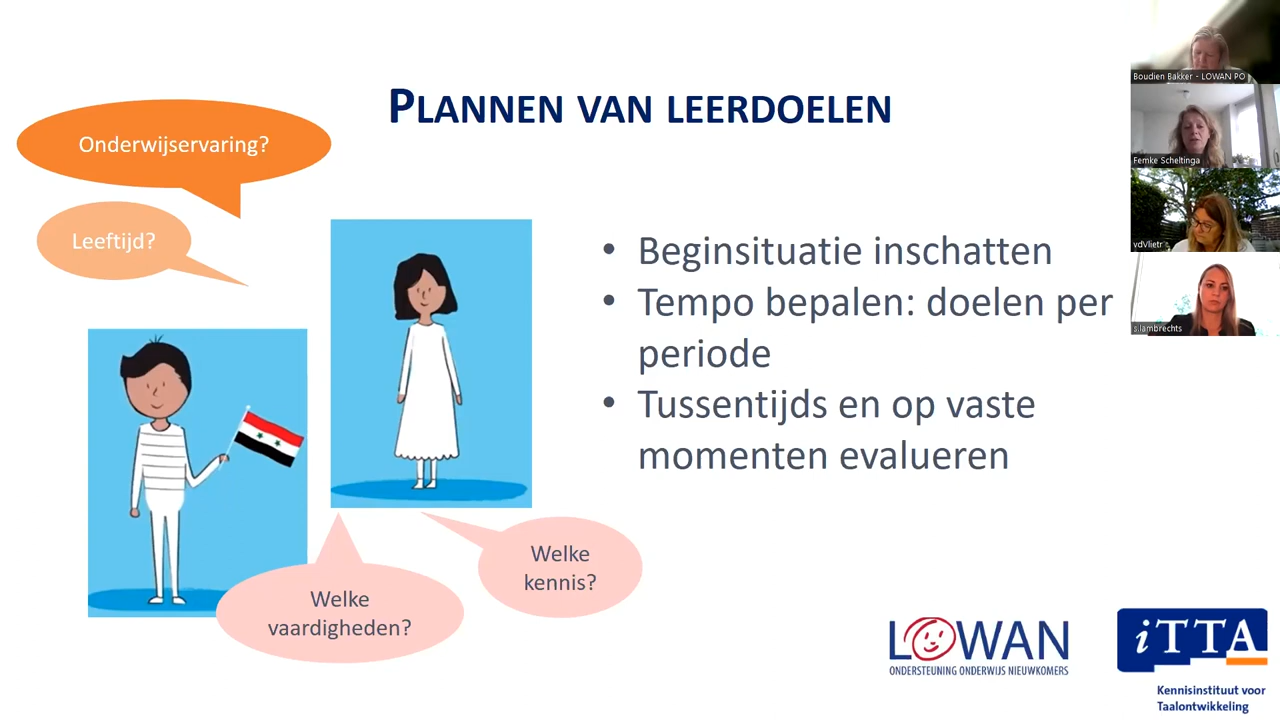 PLANNEN VAN LEERDOELEN
Onderwijservaring?
Leeftijd?
• Beginsituatie inschatten
• Tempo bepalen: doelen per
periode
• Tussentijds en op vaste
momenten evalueren
Welke
kennis?
Welke
vaardigheden?
LOWAN
ONDERSTEUNING ONDERWIJS NIEUWKOMERS
iTTA
Kennisinstituut voor
Taalontwikkeling
Boudien Bakker - LOWAN PO
Femke Scheltinga
vdVlietr
s.lambrechts